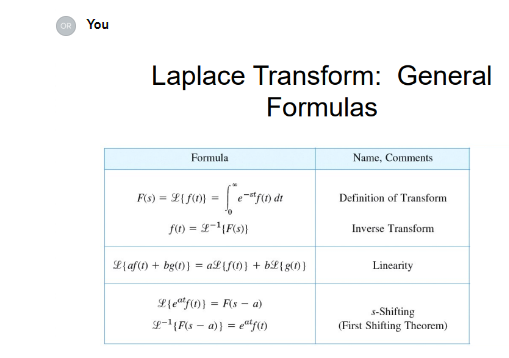 OR You
Laplace Transform: General
Formulas
Formula Name, Comments
F(s) = ℒ{f(t)} = ∫₀^∞ e^(−st) f(t) dt Definition of Transform
f(t) = ℒ⁻¹{F(s)} Inverse Transform
ℒ{af(t) + bg(t)} = aℒ{f(t)} + bℒ{g(t)} Linearity
ℒ{e^(at) f(t)} = F(s − a) s-Shifting
ℒ⁻¹{F(s − a)} = e^(at) f(t) (First Shifting Theorem)